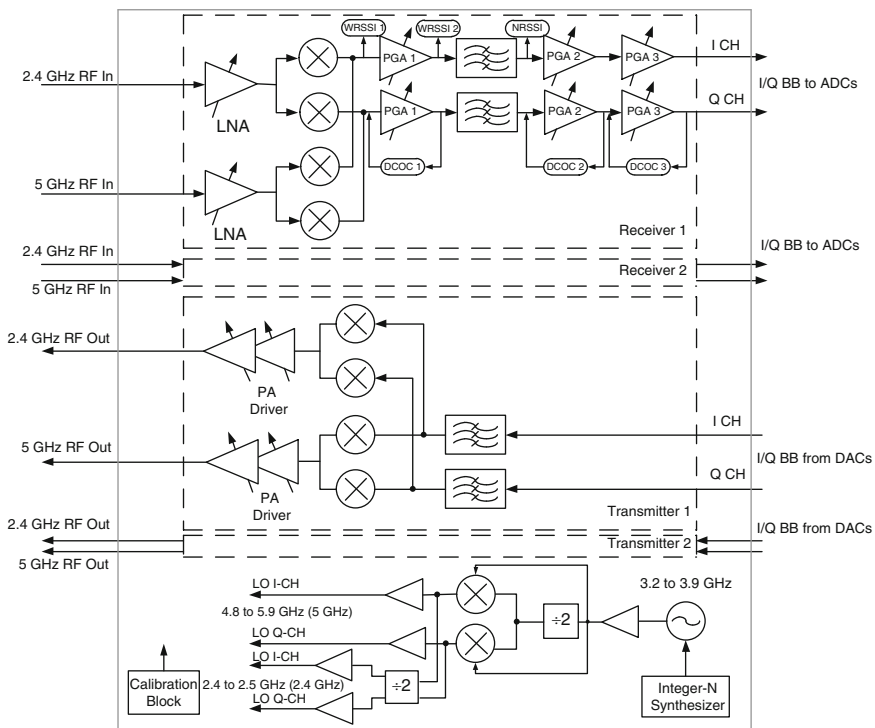 WRSSI 1
WRSSI 2
NRSSI
I CH
PGA 1
PGA 2
PGA 3
2.4 GHz RF In
I/Q BB to ADCs
LNA
Q CH
PGA 1
PGA 2
PGA 3
DCOC 1
DCOC 2
DCOC 3
5 GHz RF In
LNA
Receiver 1
2.4 GHz RF In
I/Q BB to ADCs
Receiver 2
5 GHz RF In
2.4 GHz RF Out
PA
Driver
I CH
5 GHz RF Out
I/Q BB from DACs
Q CH
PA
Driver
Transmitter 1
2.4 GHz RF Out
I/Q BB from DACs
Transmitter 2
5 GHz RF Out
LO I-CH
3.2 to 3.9 GHz
4.8 to 5.9 GHz (5 GHz)
÷2
LO Q-CH
LO I-CH
2.4 to 2.5 GHz (2.4 GHz)
÷2
LO Q-CH
Calibration
Block
Integer-N
Synthesizer